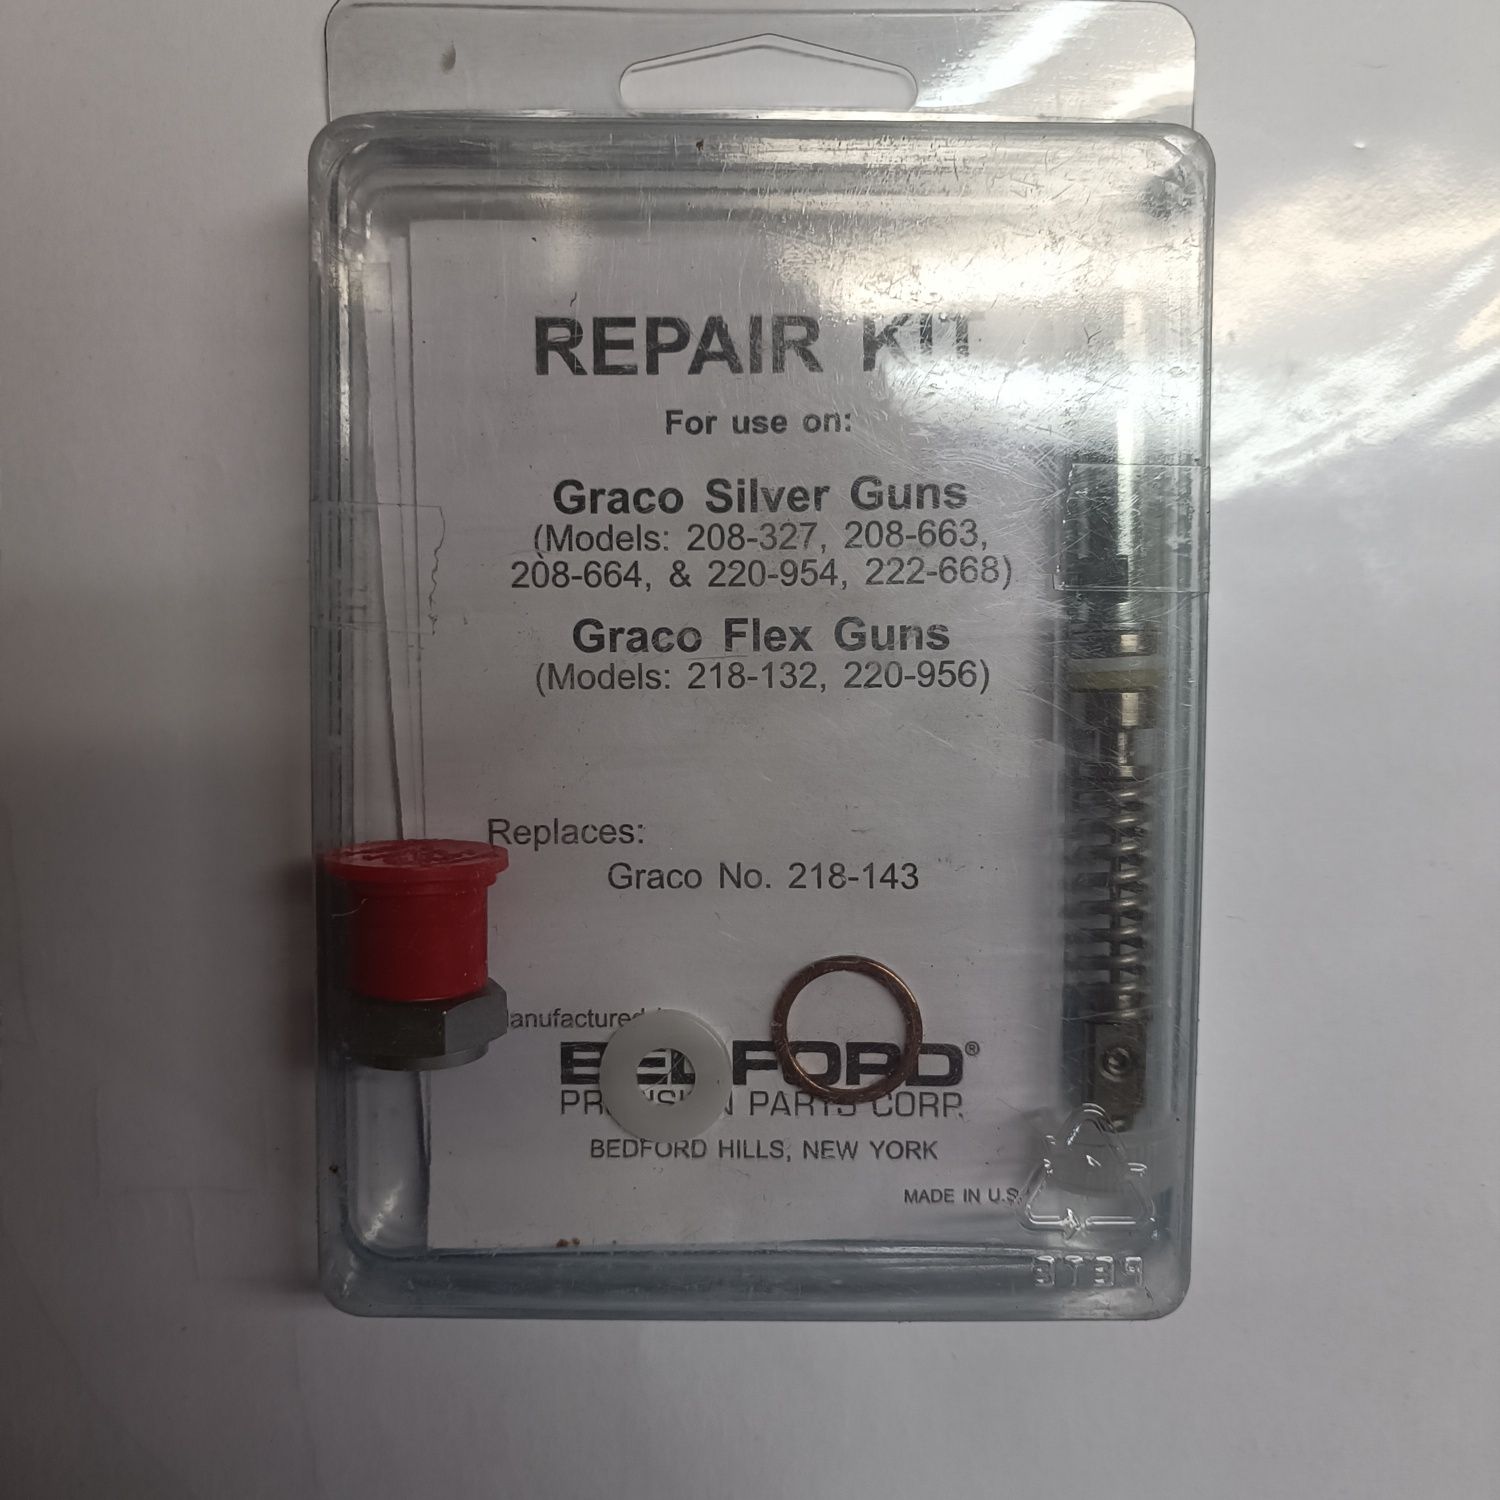 REPAIR KIT
For use on:
Graco Silver Guns
(Models: 208-327, 208-663,
208-664, & 220-954, 222-668)
Graco Flex Guns
(Models: 218-132, 220-956)
Replaces:
Graco No. 218-143
Manufactured
BEDFORD®
PRECISION PARTS CORP.
BEDFORD HILLS, NEW YORK
MADE IN U.S.